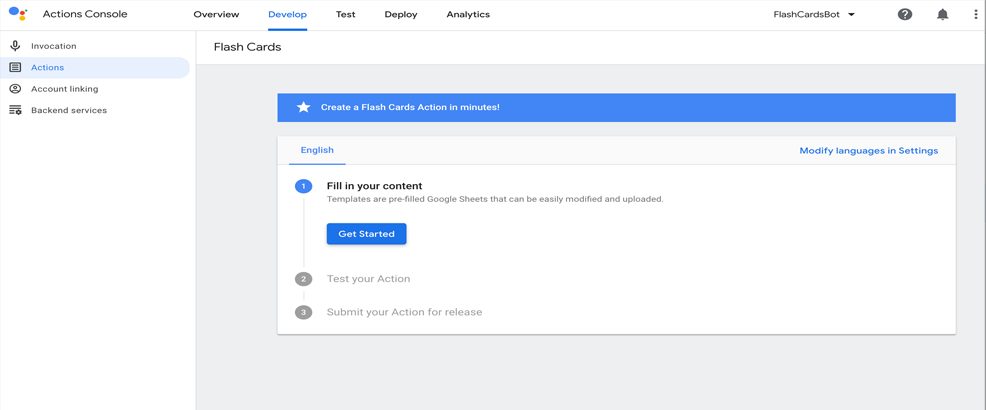 Actions Console
Overview
Develop
Test
Deploy
Analytics
FlashCardsBot
Invocation
Actions
Account linking
Backend services
Flash Cards
Create a Flash Cards Action in minutes!
English
Modify languages in Settings
1
Fill in your content
Templates are pre-filled Google Sheets that can be easily modified and uploaded.
Get Started
2
Test your Action
3
Submit your Action for release